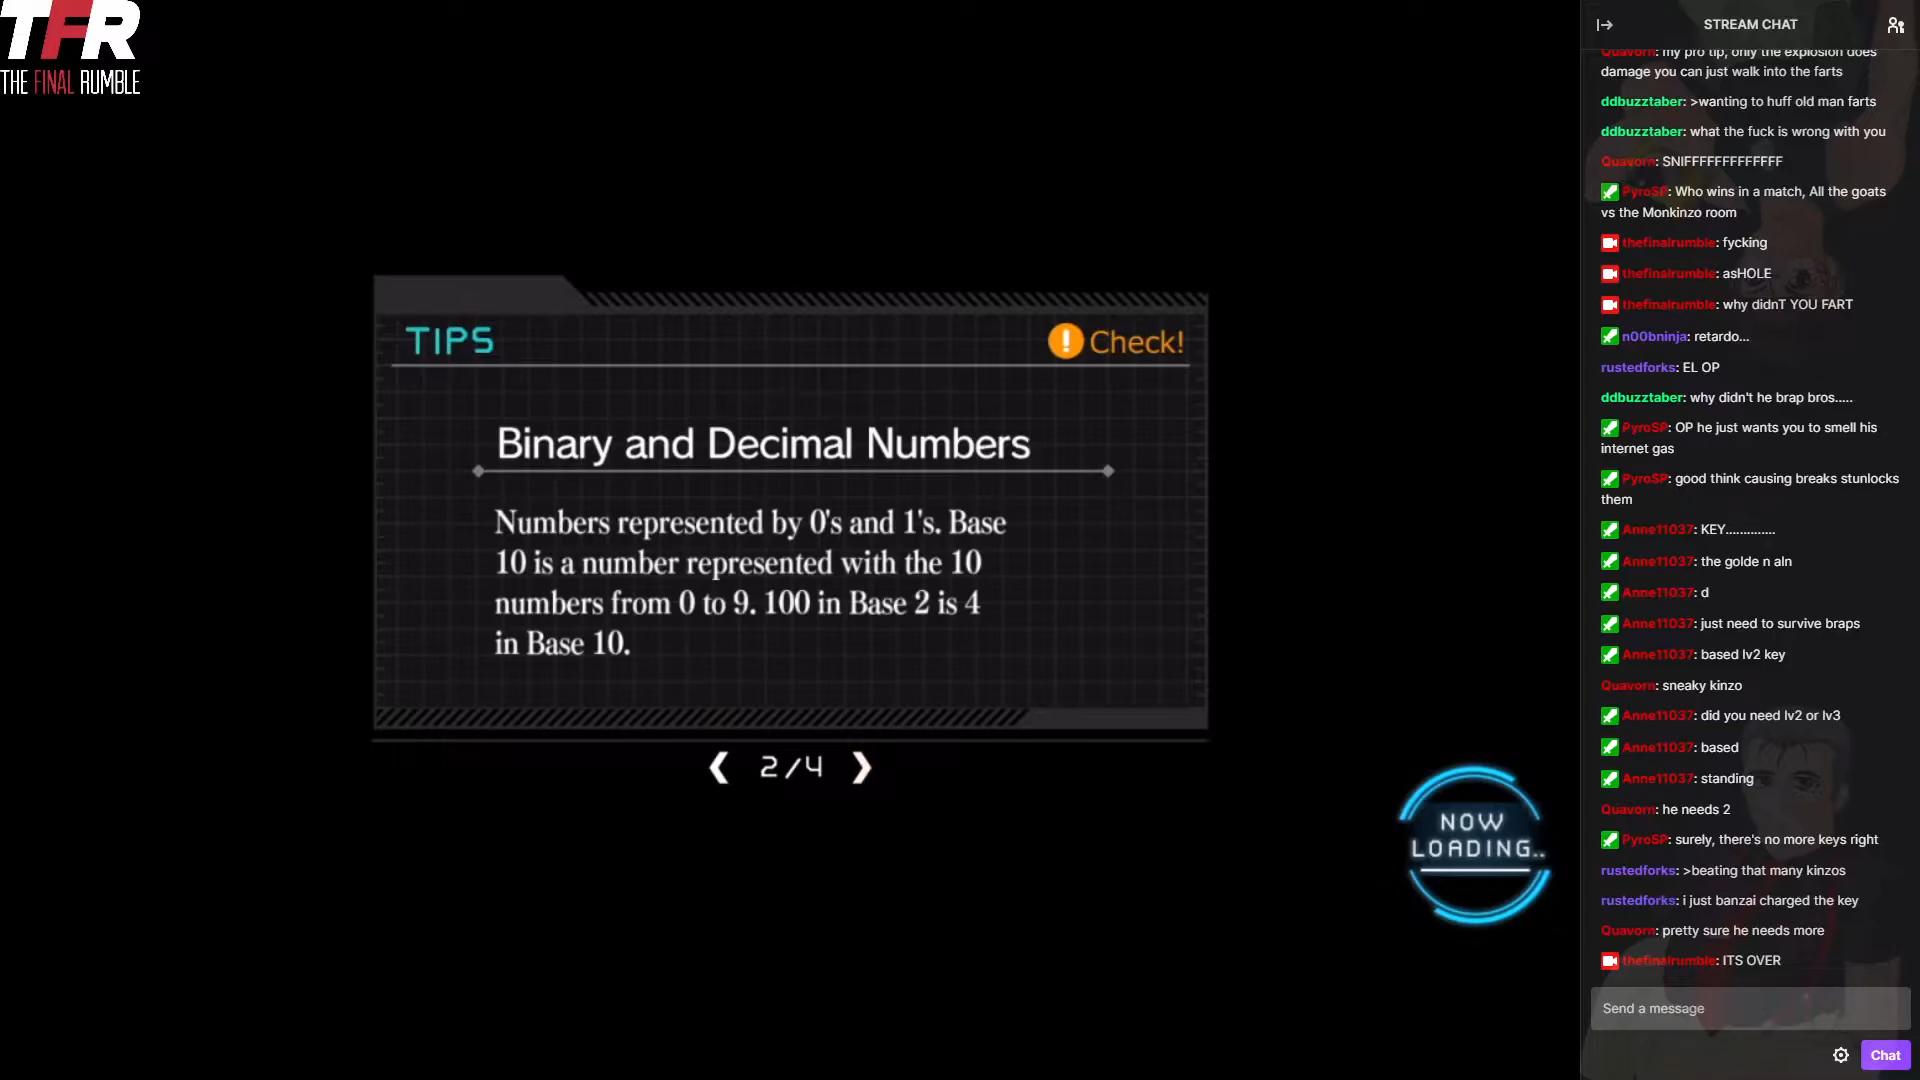 TFR
THE FINAL RUMBLE
TIPS
! Check!
Binary and Decimal Numbers
Numbers represented by 0's and 1's. Base
10 is a number represented with the 10
numbers from 0 to 9. 100 in Base 2 is 4
in Base 10.
2/4
NOW
LOADING..
STREAM CHAT
Quavorn: my pro tip, only the explosion does
damage you can just walk into the farts
ddbuzztaber: >wanting to huff old man farts
ddbuzztaber: what the fuck is wrong with you
Quavorn: SNIFFFFFFFFFFFFF
PyroSP: Who wins in a match, All the goats
vs the Monkinzo room
thefinalrumble: fycking
thefinalrumble: asHOLE
thefinalrumble: why didnT YOU FART
n00bninja: retardo...
rustedforks: EL OP
ddbuzztaber: why didn't he brap bros.....
PyroSP: OP he just wants you to smell his
internet gas
PyroSP: good think causing breaks stunlocks
them
Anne11037: KEY..............
Anne11037: the golde n aln
Anne11037: d
Anne11037: just need to survive braps
Anne11037: based lv2 key
Quavorn: sneaky kinzo
Anne11037: did you need lv2 or lv3
Anne11037: based
Anne11037: standing
Quavorn: he needs 2
PyroSP: surely, there's no more keys right
rustedforks: >beating that many kinzos
rustedforks: i just banzai charged the key
Quavorn: pretty sure he needs more
thefinalrumble: ITS OVER
Send a message
Chat